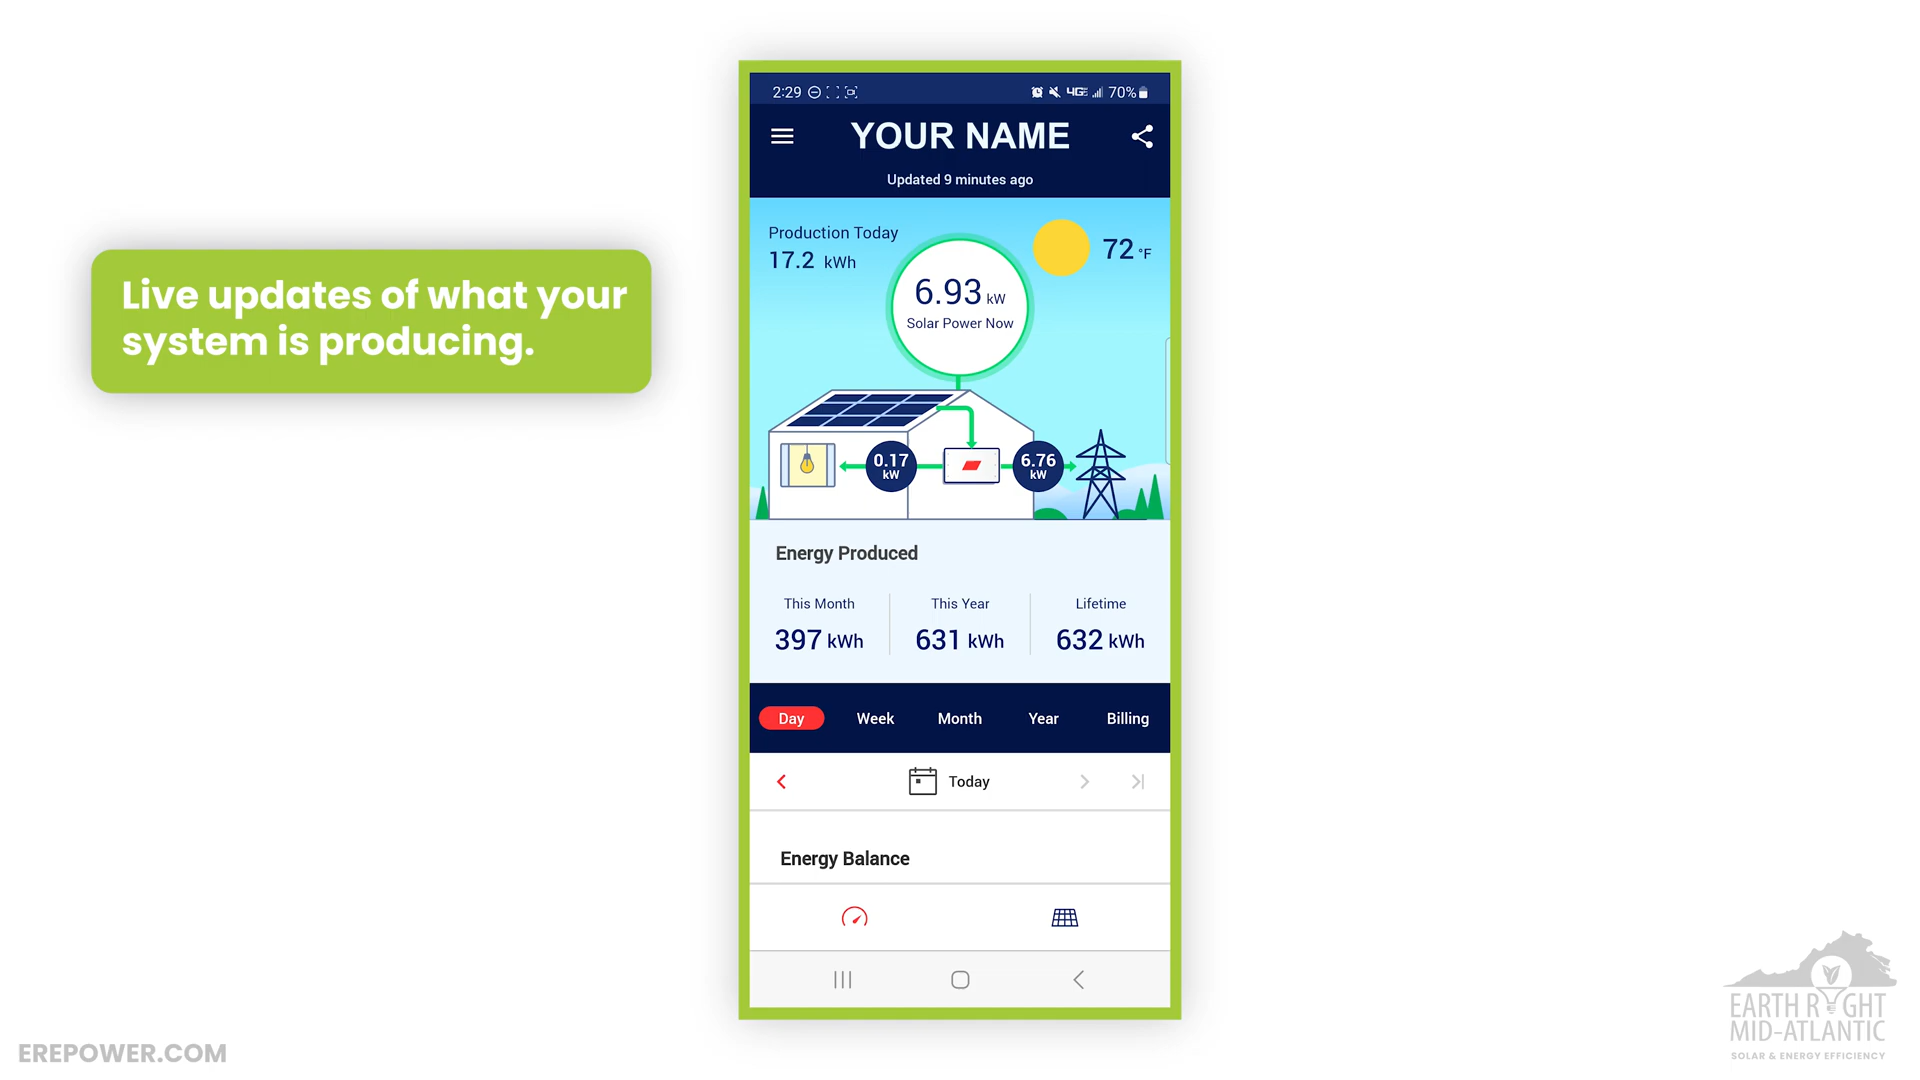 Live updates of what your
system is producing.
2:29
4GE 70%
YOUR NAME
Updated 9 minutes ago
Production Today
17.2 kWh
72 °F
6.93 kW
Solar Power Now
0.17
kW
6.76
kW
Energy Produced
This Month
397 kWh
This Year
631 kWh
Lifetime
632 kWh
Day Week Month Year Billing
Today
Energy Balance
EREPOWER.COM
EARTH RIGHT
MID-ATLANTIC
SOLAR & ENERGY EFFICIENCY